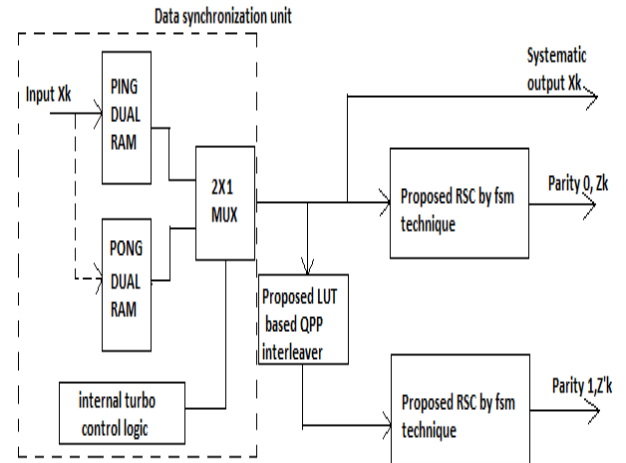 Data synchronization unit
Input Xk
PING
DUAL
RAM
PONG
DUAL
RAM
2X1
MUX
internal turbo
control logic
Systematic
output Xk
Proposed RSC by fsm
technique
Parity 0, Zk
Proposed LUT
based QPP
interleaver
Proposed RSC by fsm
technique
Parity 1,Z'k